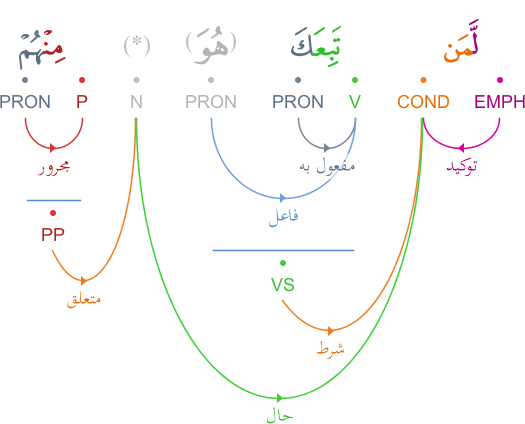 لَّمَن تَبِعَكَ (هُوَ) (*) مِنْهُمْ
EMPH COND V PRON PRON N P PRON
توكيد مفعول به مجرور
فاعل
PP
متعلق
VS
شرط
حال